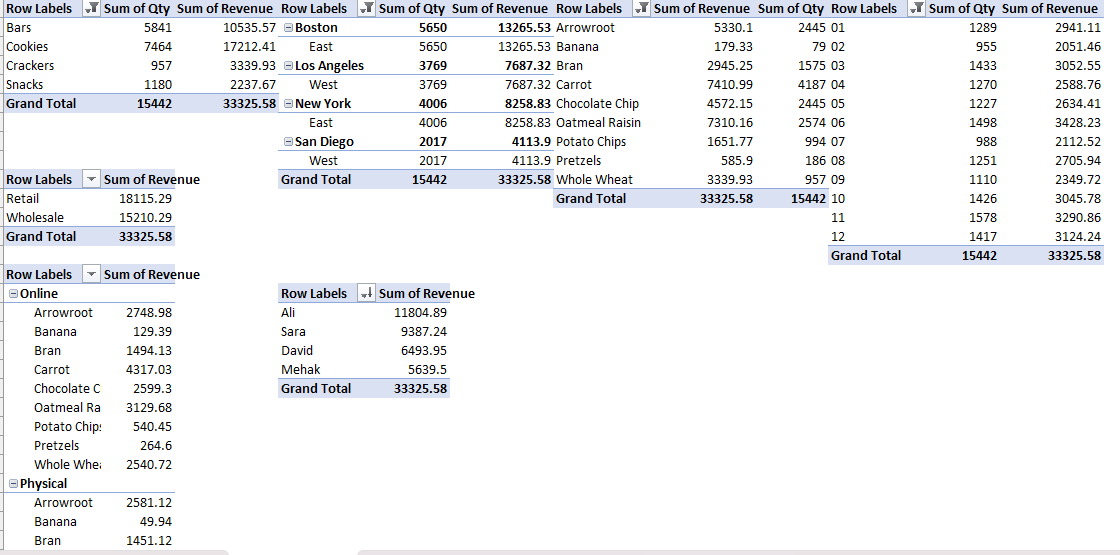 Row Labels Sum of Qty Sum of Revenue
Bars 5841 10535.57
Cookies 7464 17212.41
Crackers 957 3339.93
Snacks 1180 2237.67
Grand Total 15442 33325.58
Row Labels Sum of Qty Sum of Revenue
Boston 5650 13265.53
East 5650 13265.53
Los Angeles 3769 7687.32
West 3769 7687.32
New York 4006 8258.83
East 4006 8258.83
San Diego 2017 4113.9
West 2017 4113.9
Grand Total 15442 33325.58
Row Labels Sum of Revenue Sum of Qty
Arrowroot 5330.1 2445
Banana 179.33 79
Bran 2945.25 1575
Carrot 7410.99 4187
Chocolate Chip 4572.15 2445
Oatmeal Raisin 7310.16 2574
Potato Chips 1651.77 994
Pretzels 585.9 186
Whole Wheat 3339.93 957
Grand Total 33325.58 15442
Row Labels Sum of Qty Sum of Revenue
01 1289 2941.11
02 955 2051.46
03 1433 3052.55
04 1270 2588.76
05 1227 2634.41
06 1498 3428.23
07 988 2112.52
08 1251 2705.94
09 1110 2349.72
10 1426 3045.78
11 1578 3290.86
12 1417 3124.24
Grand Total 15442 33325.58
Row Labels Sum of Revenue
Retail 18115.29
Wholesale 15210.29
Grand Total 33325.58
Row Labels Sum of Revenue
Online
Arrowroot 2748.98
Banana 129.39
Bran 1494.13
Carrot 4317.03
Chocolate C 2599.3
Oatmeal Ra 3129.68
Potato Chips 540.45
Pretzels 264.6
Whole Whea 2540.72
Physical
Arrowroot 2581.12
Banana 49.94
Bran 1451.12
Row Labels Sum of Revenue
Ali 11804.89
Sara 9387.24
David 6493.95
Mehak 5639.5
Grand Total 33325.58